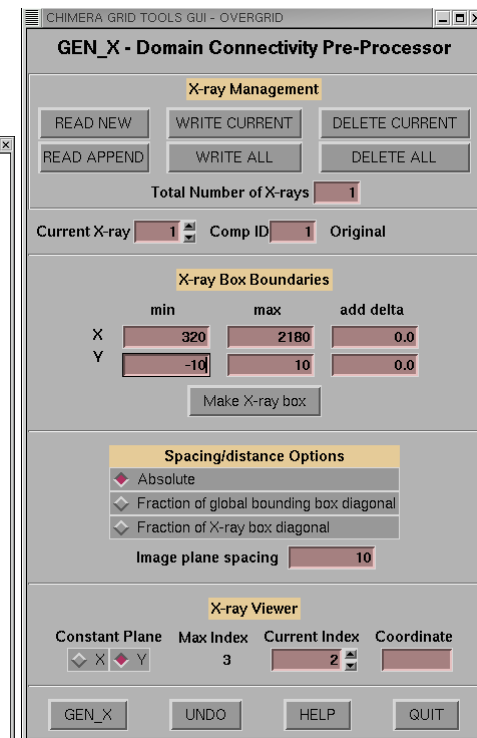 CHIMERA GRID TOOLS GUI - OVERGRID
GEN_X - Domain Connectivity Pre-Processor
X-ray Management
READ NEW WRITE CURRENT DELETE CURRENT
READ APPEND WRITE ALL DELETE ALL
Total Number of X-rays 1
Current X-ray 1 Comp ID 1 Original
X-ray Box Boundaries
min max add delta
X 320 2180 0.0
Y -10 10 0.0
Make X-ray box
Spacing/distance Options
Absolute
Fraction of global bounding box diagonal
Fraction of X-ray box diagonal
Image plane spacing 10
X-ray Viewer
Constant Plane Max Index Current Index Coordinate
X Y 3 2
GEN_X UNDO HELP QUIT